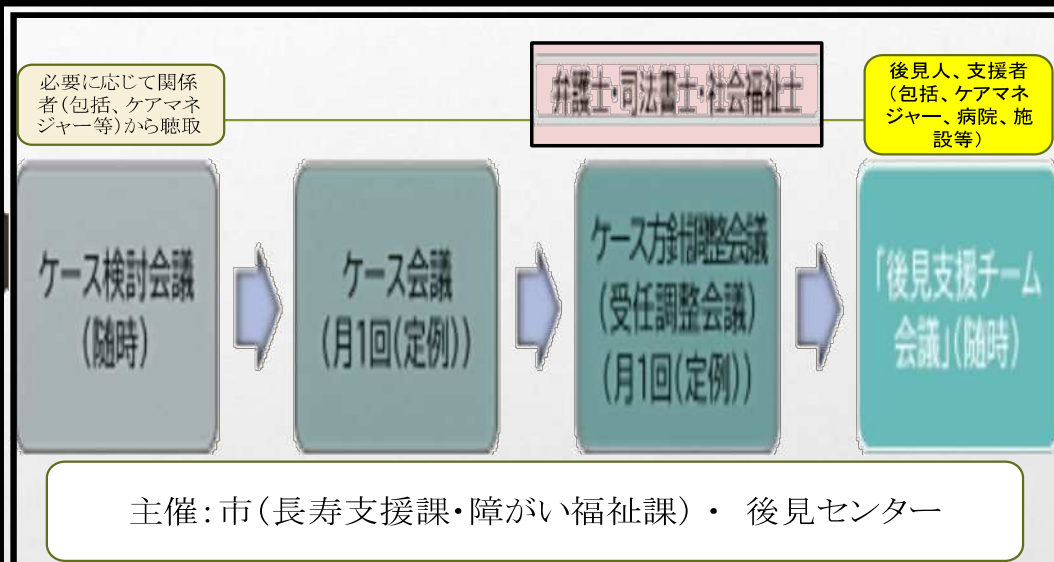 必要に応じて関係
者(包括、ケアマネ
ジャー等)から聴取
弁護士・司法書士・社会福祉士
後見人、支援者
(包括、ケアマネ
ジャー、病院、施
設等)
ケース検討会議
(随時)
ケース会議
(月1回(定例))
ケース方針調整会議
(受任調整会議)
(月1回(定例))
「後見支援チーム
会議」(随時)
主催:市(長寿支援課・障がい福祉課)・ 後見センター